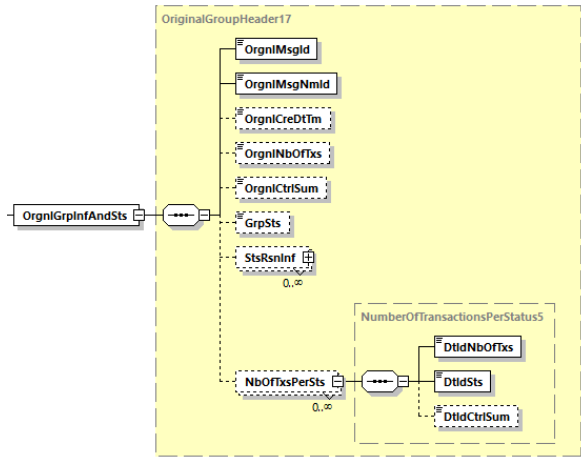 OriginalGroupHeader17
OrgnlMsgId
OrgnlMsgNmId
OrgnlCreDtTm
OrgnlNbOfTxs
OrgnlCtrlSum
OrgnlGrpInfAndSts
GrpSts
StsRsnInf
0..∞
NumberOfTransactionsPerStatus5
DtldNbOfTxs
NbOfTxsPerSts
DtldSts
0..∞
DtldCtrlSum